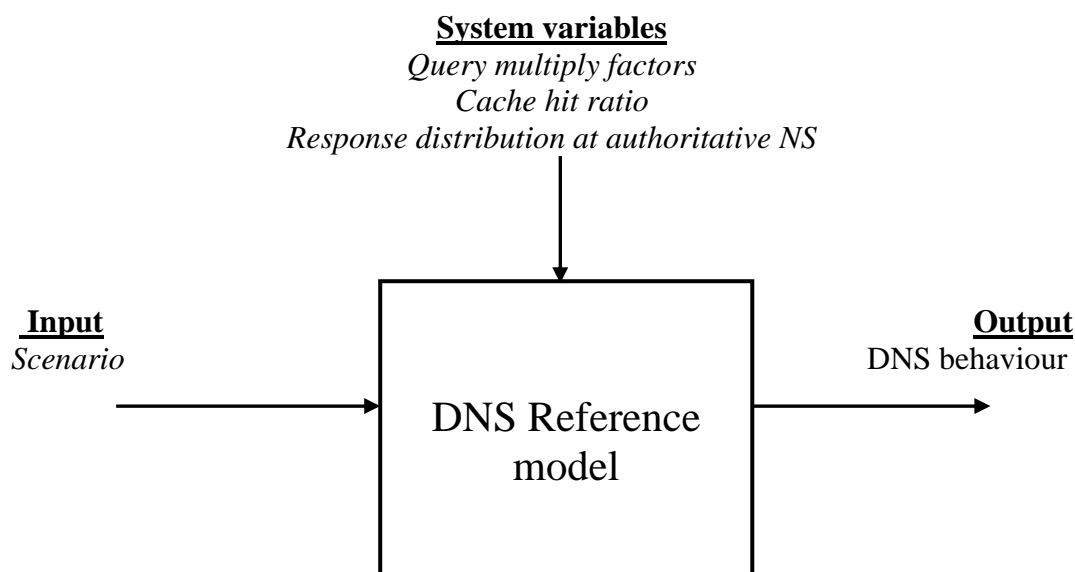 System variables
Query multiply factors
Cache hit ratio
Response distribution at authoritative NS
Input
Scenario
Output
DNS behaviour
DNS Reference
model